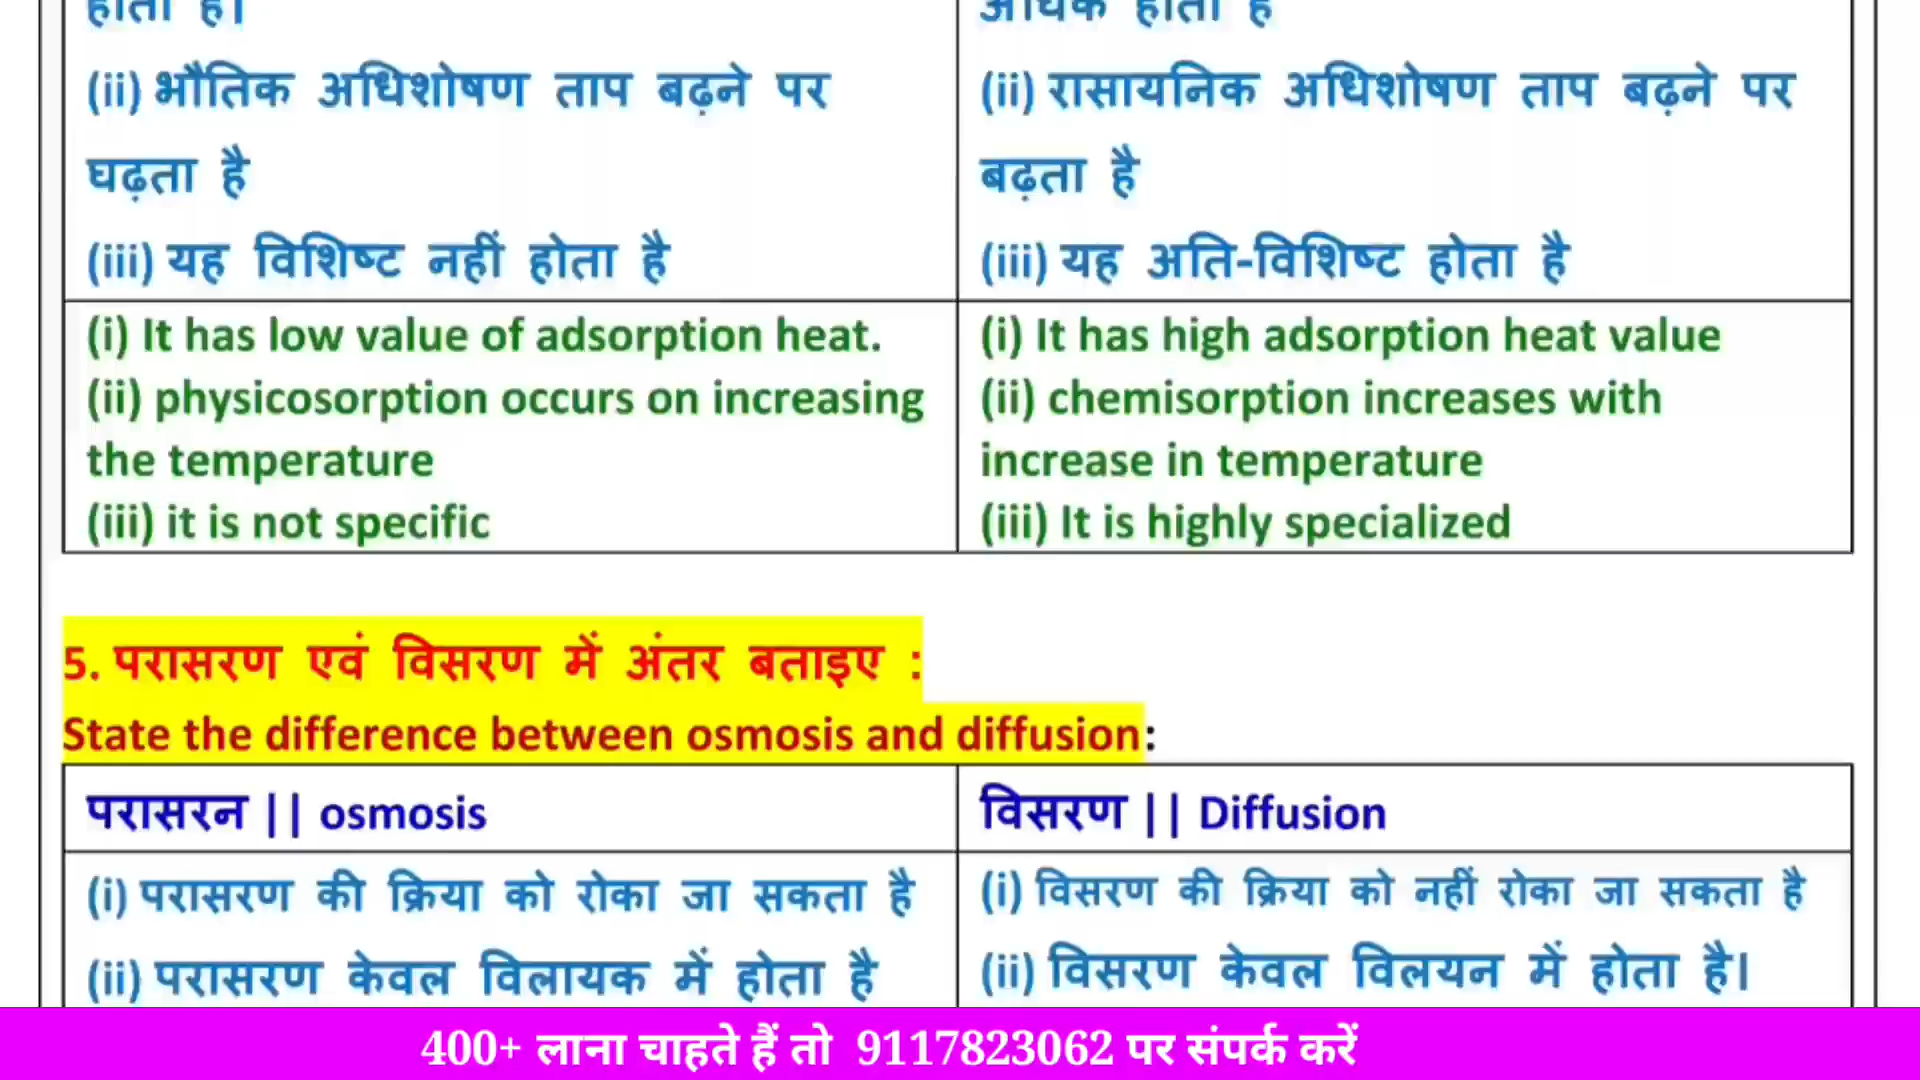 होता है।
अधिक होता है
(ii) भौतिक अधिशोषण ताप बढ़ने पर
घढ़ता है
(iii) यह विशिष्ट नहीं होता है
(ii) रासायनिक अधिशोषण ताप बढ़ने पर
बढ़ता है
(iii) यह अति-विशिष्ट होता है
(i) It has low value of adsorption heat.
(ii) physicosorption occurs on increasing
the temperature
(iii) it is not specific
(i) It has high adsorption heat value
(ii) chemisorption increases with
increase in temperature
(iii) It is highly specialized
5. परासरण एवं विसरण में अंतर बताइए :
State the difference between osmosis and diffusion:
परासरन || osmosis
विसरण || Diffusion
(i) परासरण की क्रिया को रोका जा सकता है
(ii) परासरण केवल विलायक में होता है
(i) विसरण की क्रिया को नहीं रोका जा सकता है
(ii) विसरण केवल विलयन में होता है।
400+ लाना चाहते हैं तो 9117823062 पर संपर्क करें